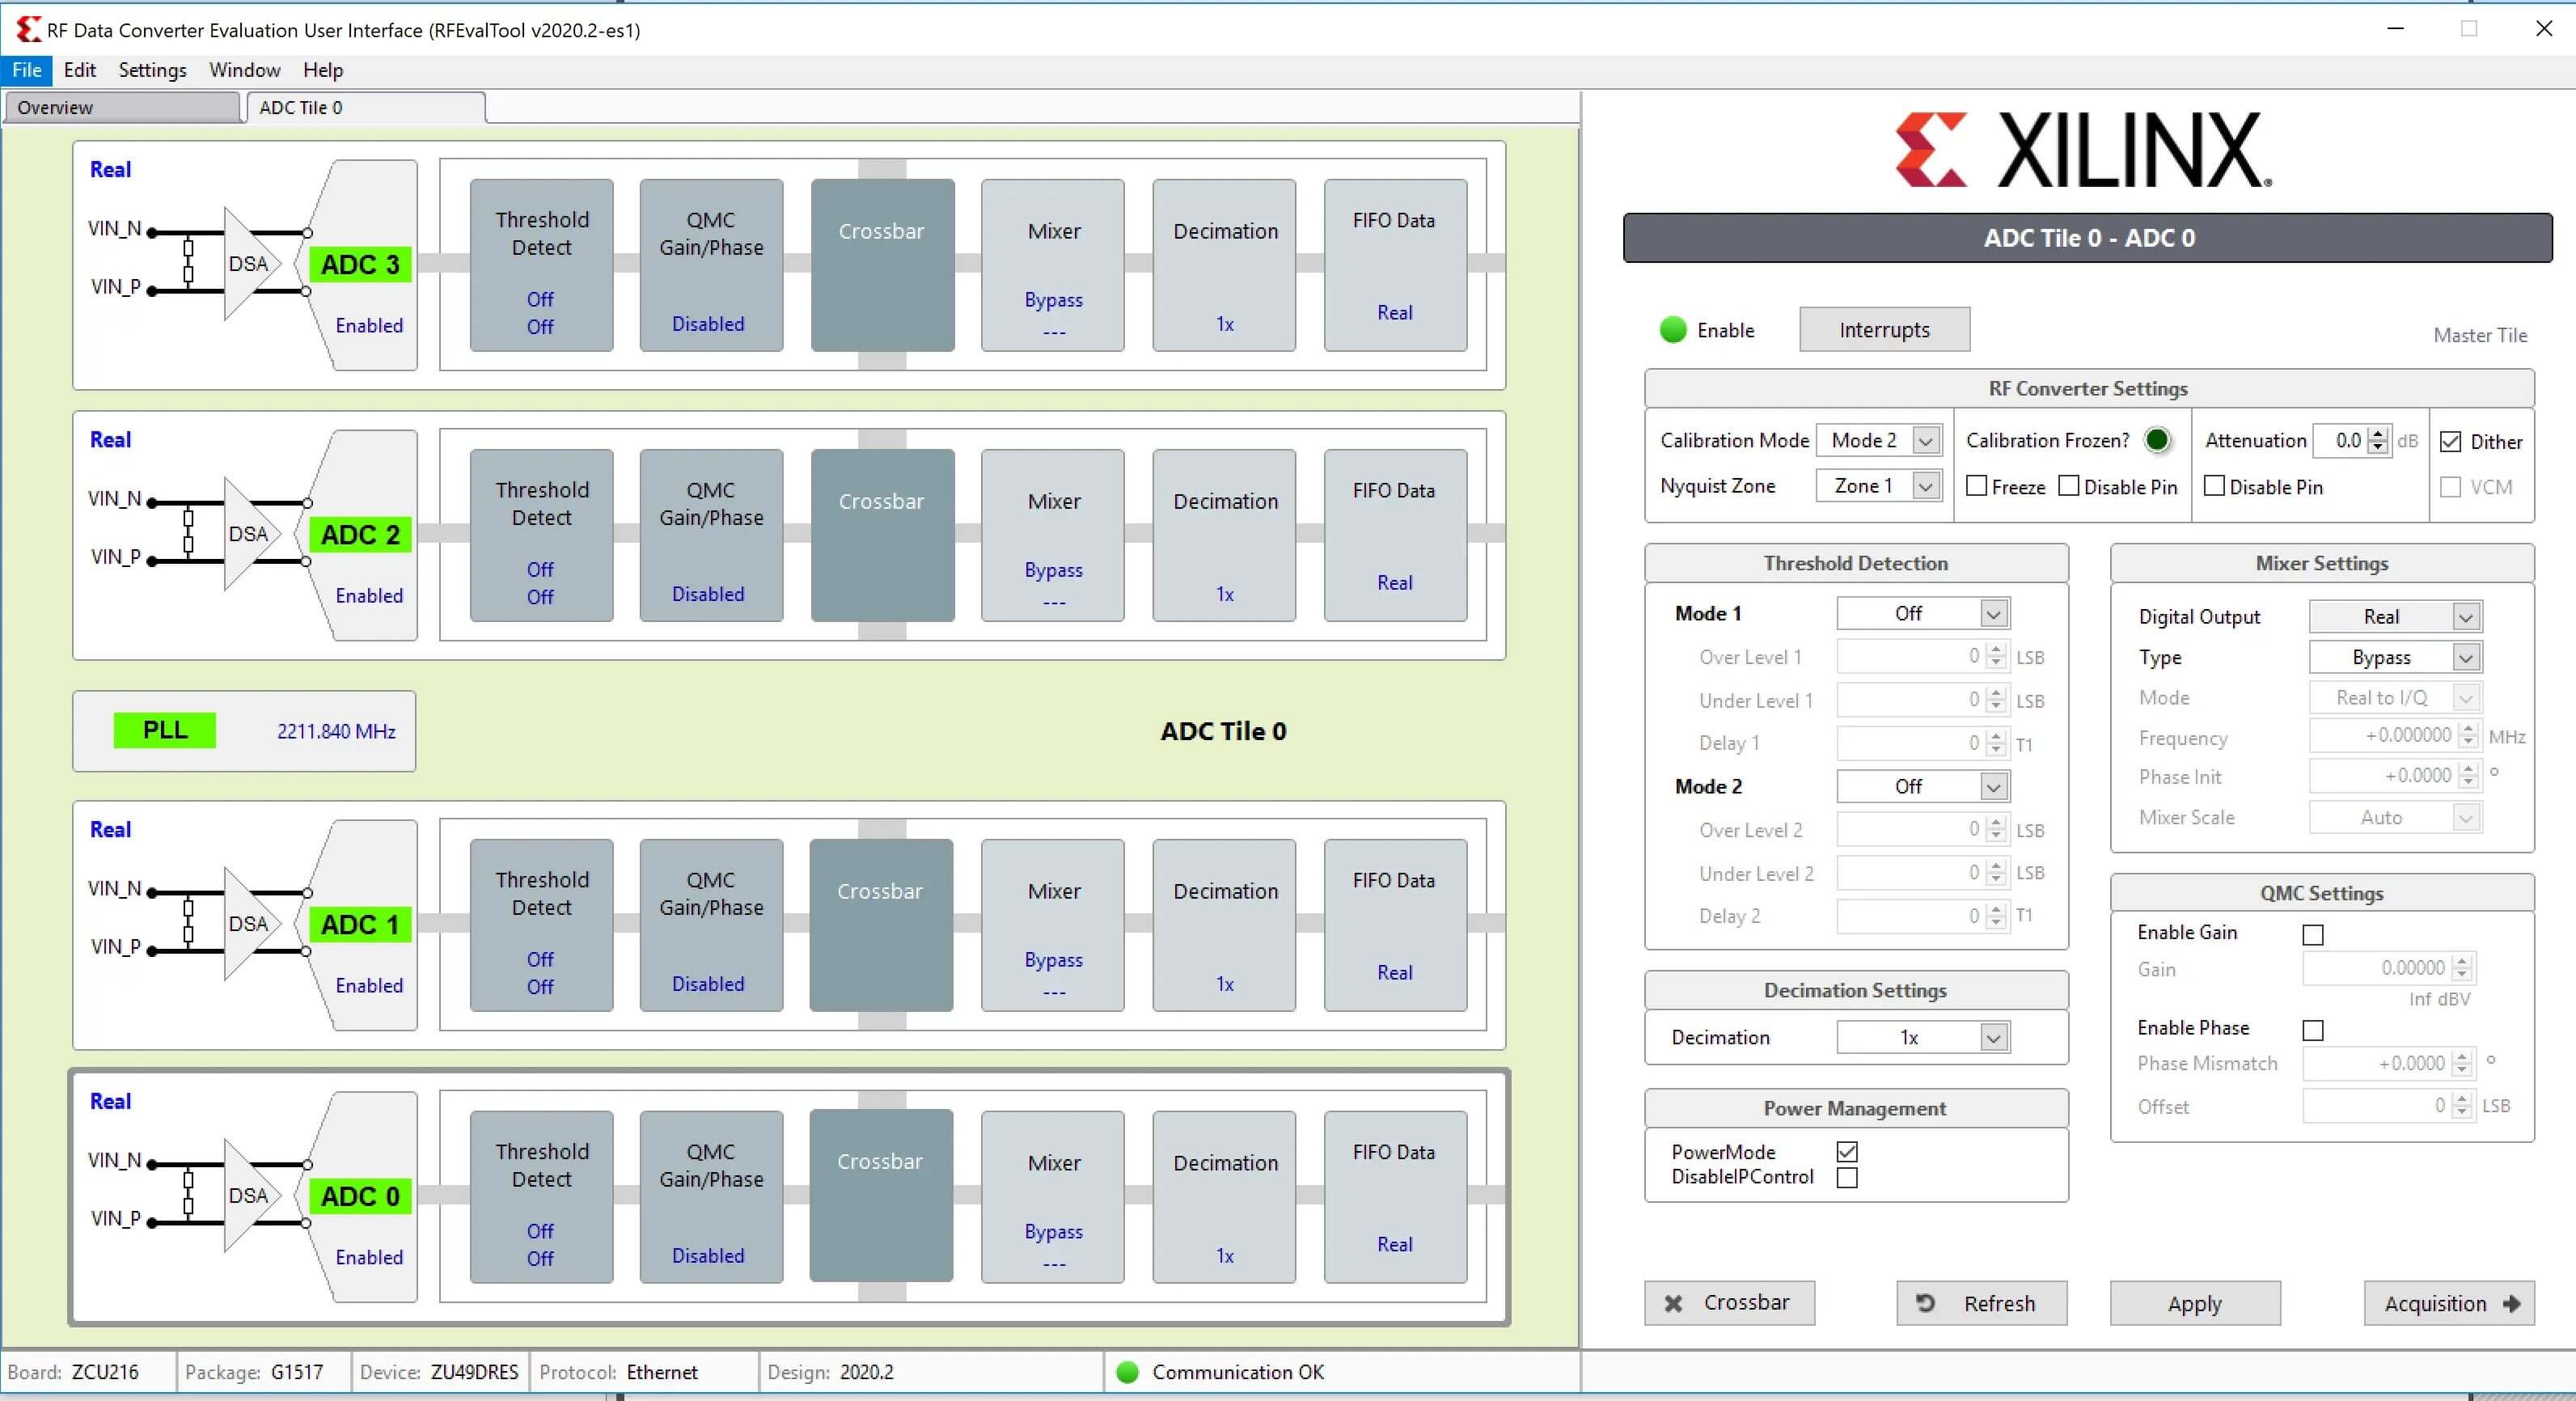 RF Data Converter Evaluation User Interface (RFEvalTool v2020.2-es1)
File Edit Settings Window Help
Overview ADC Tile 0
Real
VIN_N
VIN_P
DSA
ADC 3
Enabled
Threshold Detect
Off
Off
QMC Gain/Phase
Disabled
Crossbar
Mixer
Bypass
---
Decimation
1x
FIFO Data
Real
Real
VIN_N
VIN_P
DSA
ADC 2
Enabled
Threshold Detect
Off
Off
QMC Gain/Phase
Disabled
Crossbar
Mixer
Bypass
---
Decimation
1x
FIFO Data
Real
PLL 2211.840 MHz
ADC Tile 0
Real
VIN_N
VIN_P
DSA
ADC 1
Enabled
Threshold Detect
Off
Off
QMC Gain/Phase
Disabled
Crossbar
Mixer
Bypass
---
Decimation
1x
FIFO Data
Real
Real
VIN_N
VIN_P
DSA
ADC 0
Enabled
Threshold Detect
Off
Off
QMC Gain/Phase
Disabled
Crossbar
Mixer
Bypass
---
Decimation
1x
FIFO Data
Real
XILINX®
ADC Tile 0 - ADC 0
Enable Interrupts Master Tile
RF Converter Settings
Calibration Mode Mode 2 Calibration Frozen? Attenuation 0.0 dB Dither
Nyquist Zone Zone 1 Freeze Disable Pin Disable Pin VCM
Threshold Detection
Mode 1 Off
Over Level 1 0 LSB
Under Level 1 0 LSB
Delay 1 0 T1
Mode 2 Off
Over Level 2 0 LSB
Under Level 2 0 LSB
Delay 2 0 T1
Decimation Settings
Decimation 1x
Power Management
PowerMode
DisableIPControl
Mixer Settings
Digital Output Real
Type Bypass
Mode Real to I/Q
Frequency +0.000000 MHz
Phase Init +0.0000 °
Mixer Scale Auto
QMC Settings
Enable Gain
Gain 0.00000
Inf dBV
Enable Phase
Phase Mismatch +0.0000 °
Offset 0 LSB
Crossbar Refresh Apply Acquisition
Board: ZCU216 Package: G1517 Device: ZU49DRES Protocol: Ethernet Design: 2020.2 Communication OK